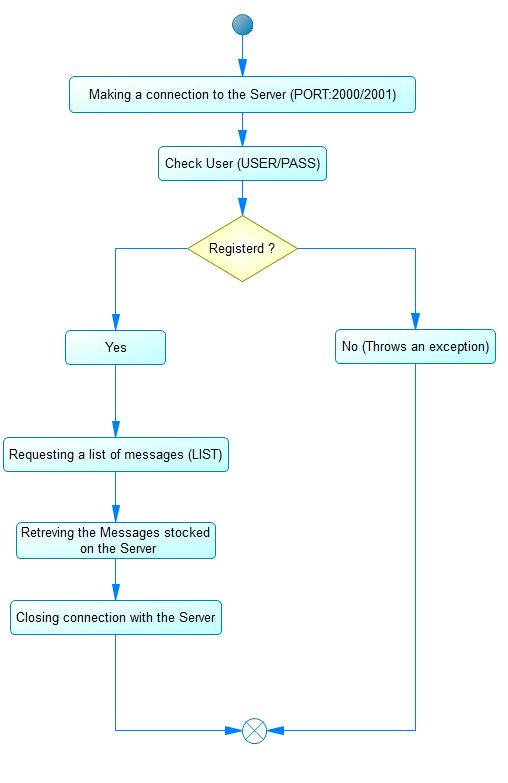 Making a connection to the Server (PORT:2000/2001)
Check User (USER/PASS)
Registerd ?
Yes
No (Throws an exception)
Requesting a list of messages (LIST)
Retreving the Messages stocked
on the Server
Closing connection with the Server